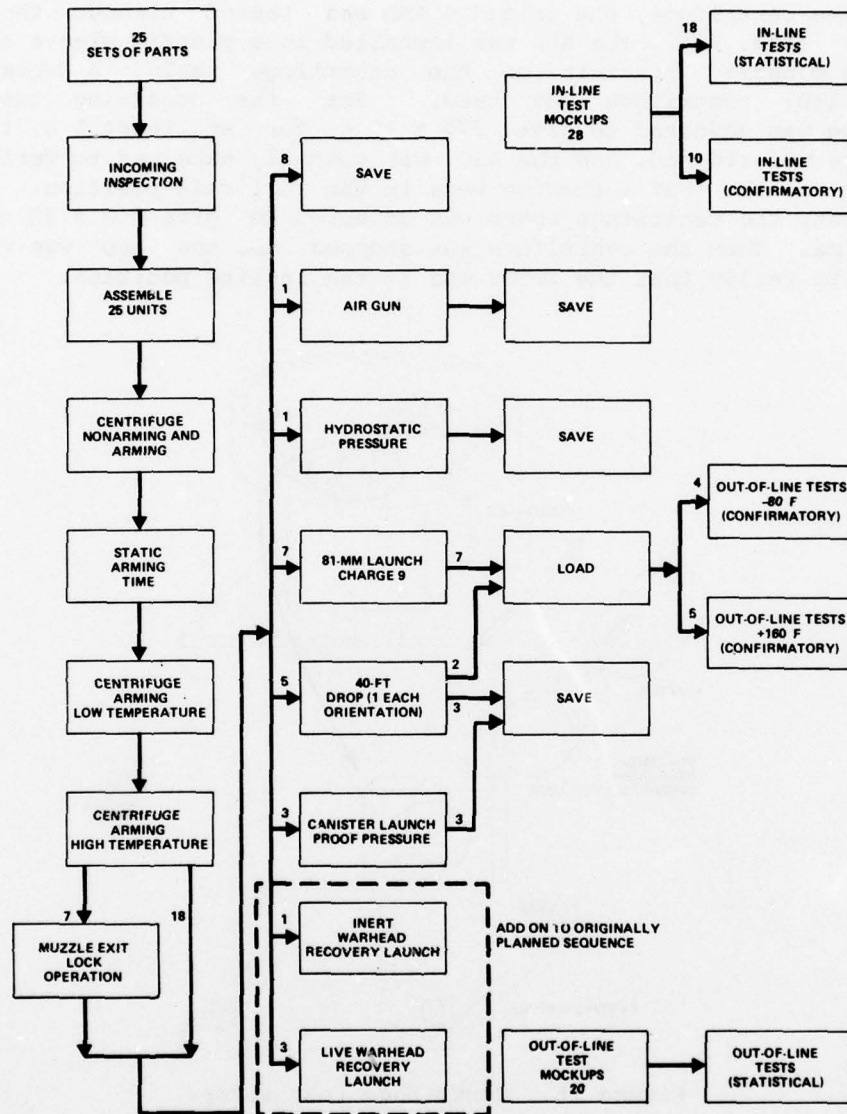 25
SETS OF PARTS
INCOMING
INSPECTION
ASSEMBLE
25 UNITS
CENTRIFUGE
NONARMING AND
ARMING
STATIC
ARMING
TIME
CENTRIFUGE
ARMING
LOW TEMPERATURE
CENTRIFUGE
ARMING
HIGH TEMPERATURE
7
18
MUZZLE EXIT
LOCK
OPERATION
8
SAVE
1
AIR GUN
SAVE
1
HYDROSTATIC
PRESSURE
SAVE
7
81-MM LAUNCH
CHARGE 9
7
LOAD
5
40-FT
DROP (1 EACH
ORIENTATION)
2
3
SAVE
3
CANISTER LAUNCH
PROOF PRESSURE
3
1
INERT
WARHEAD
RECOVERY LAUNCH
3
LIVE WARHEAD
RECOVERY
LAUNCH
ADD ON TO ORIGINALLY
PLANNED SEQUENCE
IN-LINE
TEST
MOCKUPS
28
18
IN-LINE
TESTS
(STATISTICAL)
10
IN-LINE
TESTS
(CONFIRMATORY)
4
OUT-OF-LINE TESTS
-80 F
(CONFIRMATORY)
5
OUT-OF-LINE TESTS
+160 F
(CONFIRMATORY)
OUT-OF-LINE
TEST
MOCKUPS
20
OUT-OF-LINE
TESTS
(STATISTICAL)